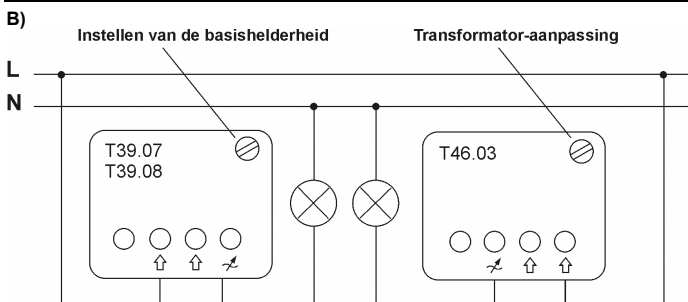 B)
Instellen van de basishelderheid Transformator-aanpassing
L
N
T39.07 T46.03
T39.08